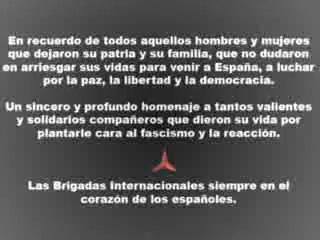 En recuerdo de todos aquellos hombres y mujeres
que dejaron su patria y su familia, que no dudaron
en arriesgar sus vidas para venir a España, a luchar
por la paz, la libertad y la democracia.
Un sincero y profundo homenaje a tantos valientes
y solidarios compañeros que dieron su vida por
plantarle cara al fascismo y la reacción.
Las Brigadas Internacionales siempre en el
corazón de los españoles.